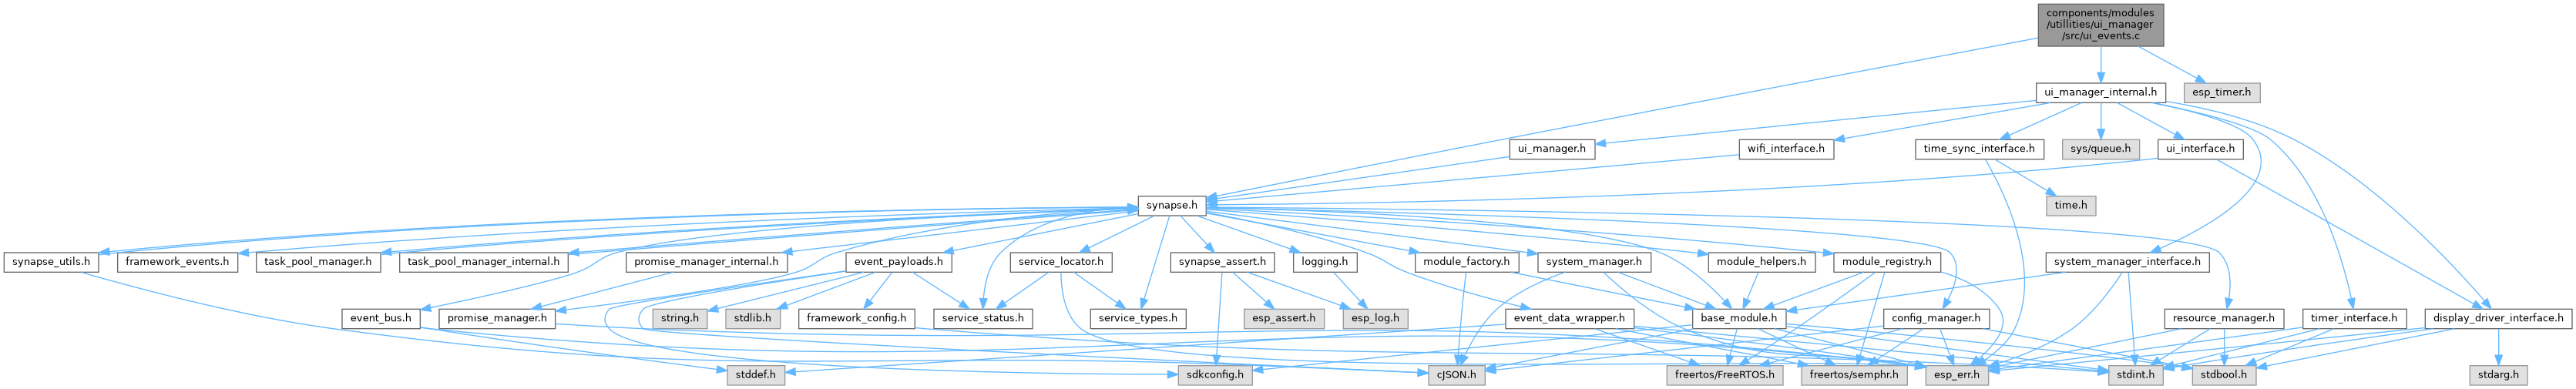 components/modules
/utillities/ui_manager
/src/ui_events.c
ui_manager_internal.h
esp_timer.h
ui_manager.h
wifi_interface.h
time_sync_interface.h
sys/queue.h
ui_interface.h
synapse.h
time.h
synapse_utils.h
framework_events.h
task_pool_manager.h
task_pool_manager_internal.h
promise_manager_internal.h
event_payloads.h
service_locator.h
synapse_assert.h
logging.h
module_factory.h
system_manager.h
module_helpers.h
module_registry.h
system_manager_interface.h
event_bus.h
promise_manager.h
string.h
stdlib.h
framework_config.h
service_status.h
service_types.h
esp_assert.h
esp_log.h
event_data_wrapper.h
base_module.h
config_manager.h
resource_manager.h
timer_interface.h
display_driver_interface.h
stddef.h
sdkconfig.h
cJSON.h
freertos/FreeRTOS.h
freertos/semphr.h
esp_err.h
stdint.h
stdbool.h
stdarg.h